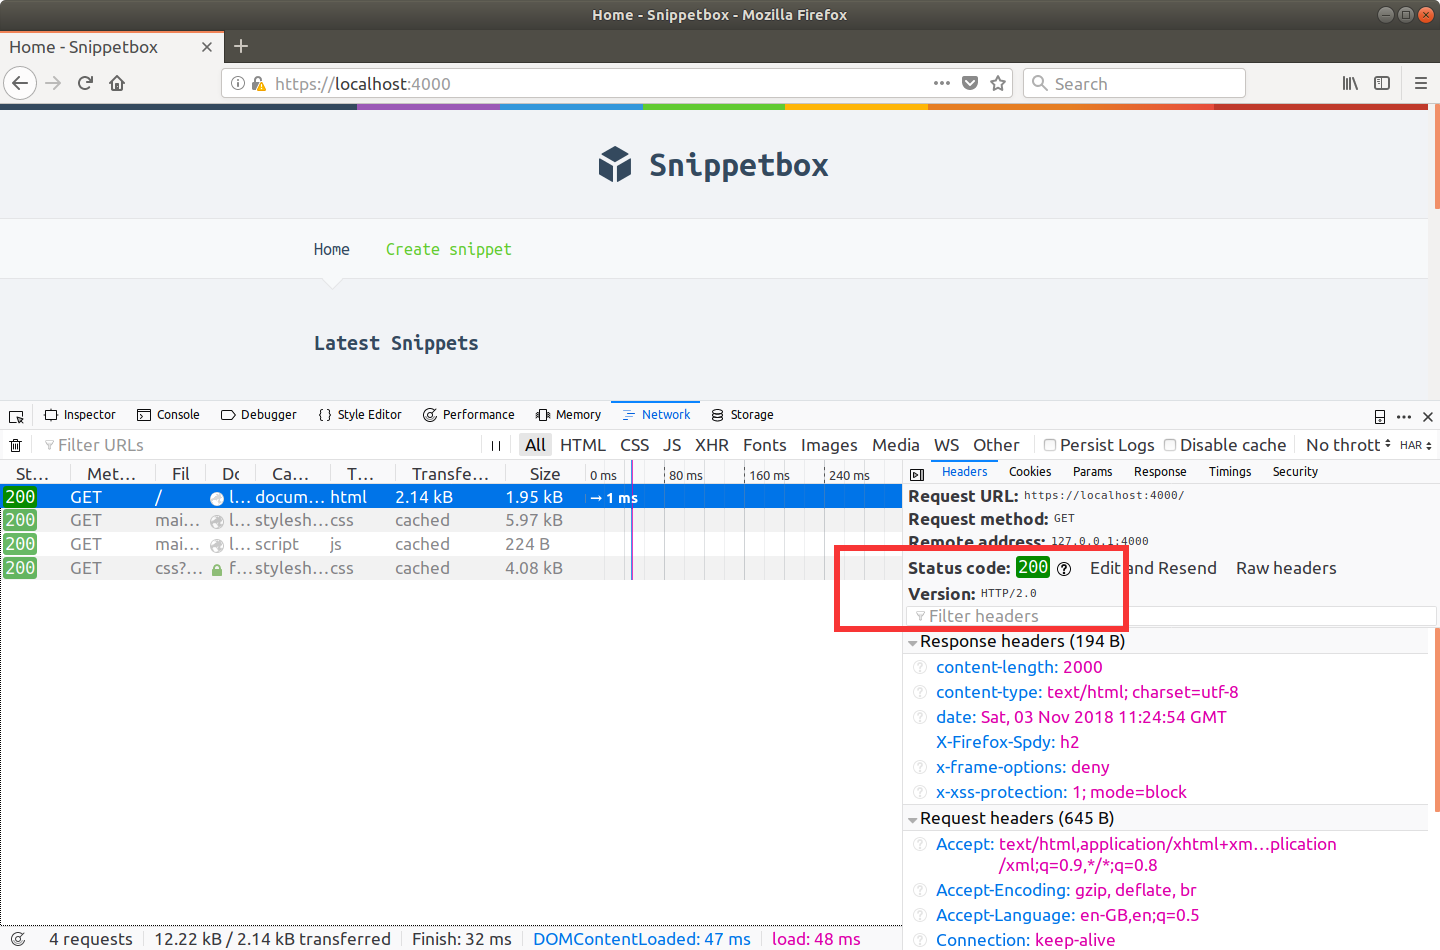 Home - Snippetbox - Mozilla Firefox
Home - Snippetbox
https://localhost:4000
Search
Snippetbox
Home Create snippet
Latest Snippets
Inspector Console Debugger Style Editor Performance Memory Network Storage
Filter URLs All HTML CSS JS XHR Fonts Images Media WS Other Persist Logs Disable cache No thrott HAR
St... Met... Fil Do Ca... T... Transfe... Size 0 ms 80 ms 160 ms 240 ms
200 GET / l... docum... html 2.14 kB 1.95 kB → 1 ms
200 GET mai... l... stylesh... css cached 5.97 kB
200 GET mai... l... script js cached 224 B
200 GET css?... f... stylesh... css cached 4.08 kB
Headers Cookies Params Response Timings Security
Request URL: https://localhost:4000/
Request method: GET
Remote address: 127.0.0.1:4000
Status code: 200 Edit and Resend Raw headers
Version: HTTP/2.0
Filter headers
Response headers (194 B)
content-length: 2000
content-type: text/html; charset=utf-8
date: Sat, 03 Nov 2018 11:24:54 GMT
X-Firefox-Spdy: h2
x-frame-options: deny
x-xss-protection: 1; mode=block
Request headers (645 B)
Accept: text/html,application/xhtml+xm...plication
/xml;q=0.9,*/*;q=0.8
Accept-Encoding: gzip, deflate, br
Accept-Language: en-GB,en;q=0.5
Connection: keep-alive
4 requests 12.22 kB / 2.14 kB transferred Finish: 32 ms DOMContentLoaded: 47 ms load: 48 ms